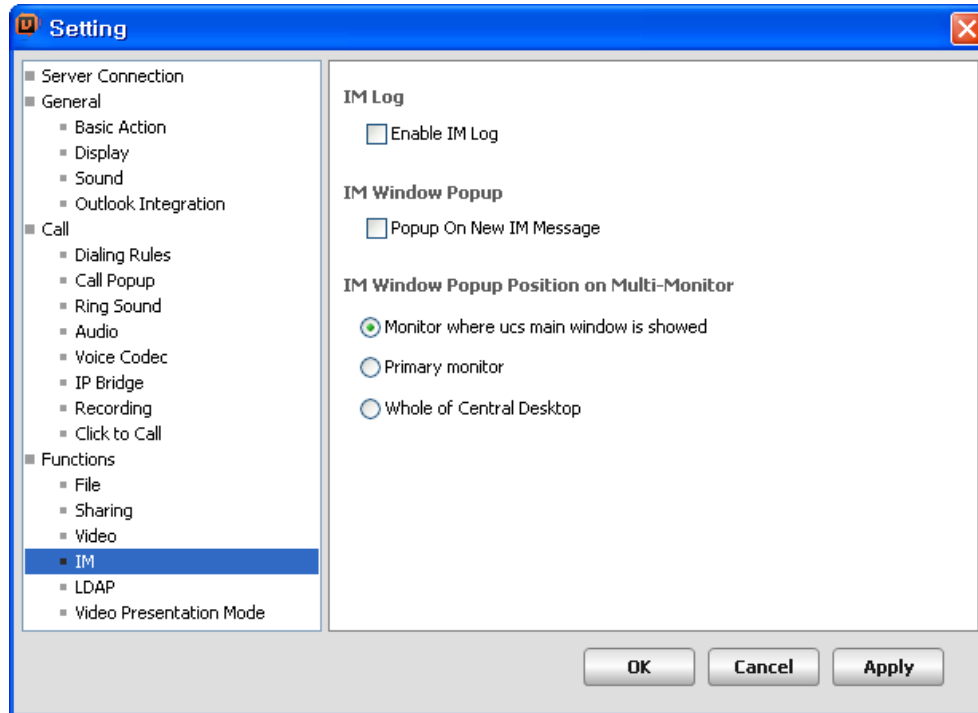 Setting
Server Connection
General
Basic Action
Display
Sound
Outlook Integration
Call
Dialing Rules
Call Popup
Ring Sound
Audio
Voice Codec
IP Bridge
Recording
Click to Call
Functions
File
Sharing
Video
IM
LDAP
Video Presentation Mode
IM Log
Enable IM Log
IM Window Popup
Popup On New IM Message
IM Window Popup Position on Multi-Monitor
Monitor where ucs main window is showed
Primary monitor
Whole of Central Desktop
OK
Cancel
Apply